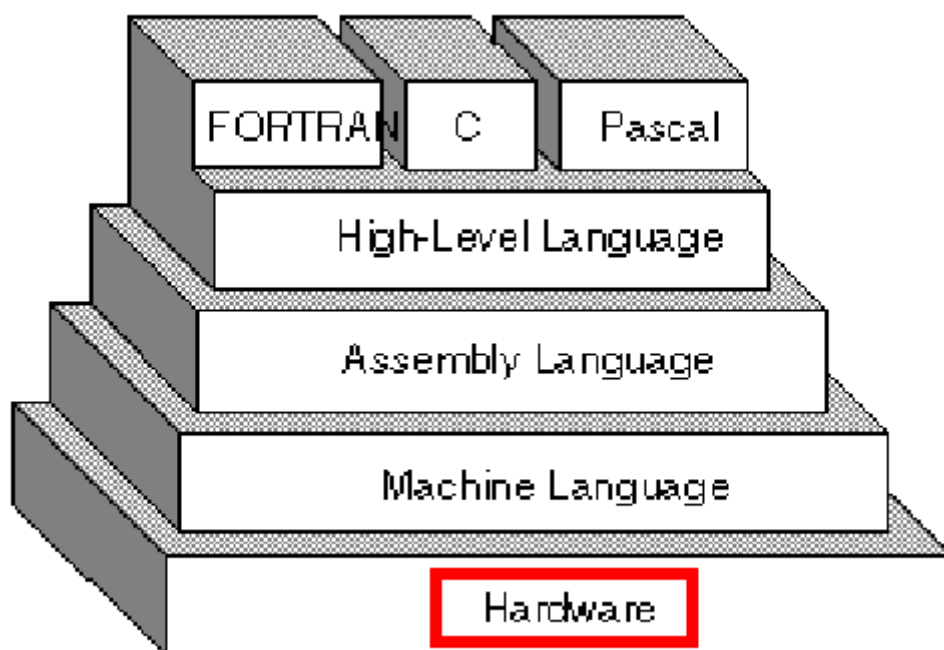 FORTRAN C Pascal
High-Level Language
Assembly Language
Machine Language
Hardware